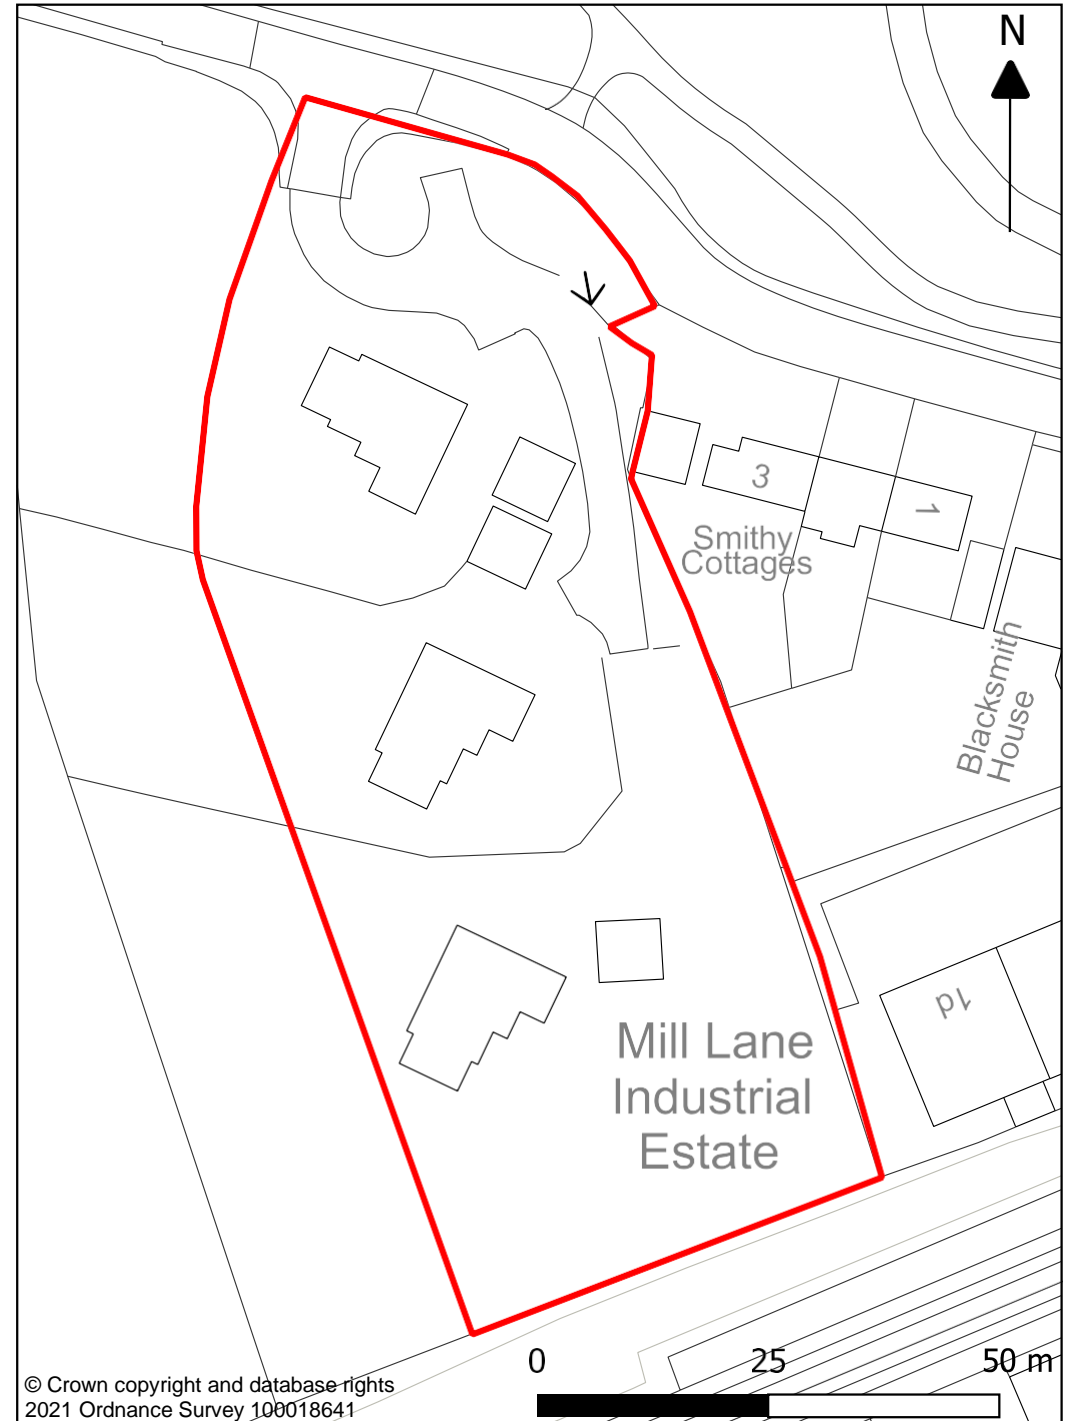 N
3
1
Smithy
Cottages
Blacksmith
House
1d
Mill Lane
Industrial
Estate
0 25 50 m
© Crown copyright and database rights
2021 Ordnance Survey 100018641